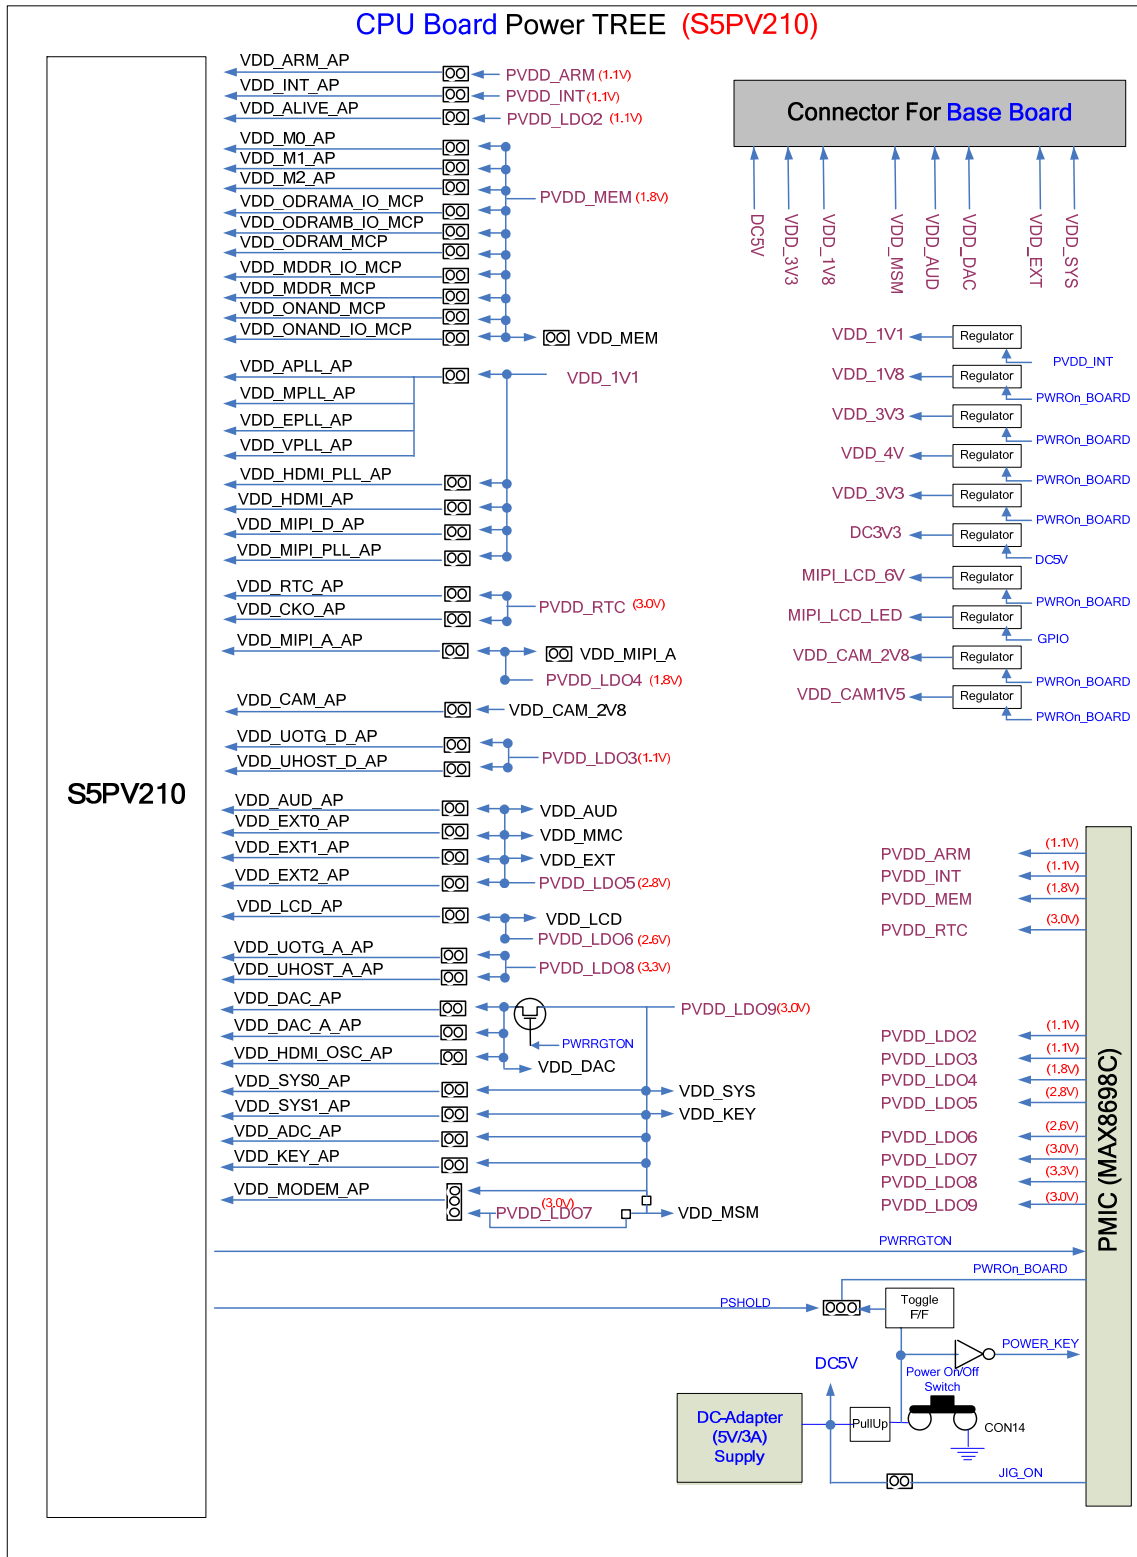 CPU Board Power TREE (S5PV210)
S5PV210
VDD_ARM_AP
PVDD_ARM (1.1V)
VDD_INT_AP
PVDD_INT (1.1V)
VDD_ALIVE_AP
PVDD_LDO2 (1.1V)
VDD_M0_AP
VDD_M1_AP
VDD_M2_AP
PVDD_MEM (1.8V)
VDD_ODRAMA_IO_MCP
VDD_ODRAMB_IO_MCP
VDD_ODRAM_MCP
VDD_MDDR_IO_MCP
VDD_MDDR_MCP
VDD_ONAND_MCP
VDD_ONAND_IO_MCP
VDD_MEM
VDD_APLL_AP
VDD_1V1
VDD_MPLL_AP
VDD_EPLL_AP
VDD_VPLL_AP
VDD_HDMI_PLL_AP
VDD_HDMI_AP
VDD_MIPI_D_AP
VDD_MIPI_PLL_AP
VDD_RTC_AP
PVDD_RTC (3.0V)
VDD_CKO_AP
VDD_MIPI_A_AP
VDD_MIPI_A
PVDD_LDO4 (1.8V)
VDD_CAM_AP
VDD_CAM_2V8
VDD_UOTG_D_AP
PVDD_LDO3 (1.1V)
VDD_UHOST_D_AP
VDD_AUD_AP
VDD_AUD
VDD_EXT0_AP
VDD_MMC
VDD_EXT1_AP
VDD_EXT
VDD_EXT2_AP
PVDD_LDO5 (2.8V)
VDD_LCD_AP
VDD_LCD
PVDD_LDO6 (2.6V)
VDD_UOTG_A_AP
PVDD_LDO8 (3.3V)
VDD_UHOST_A_AP
VDD_DAC_AP
PVDD_LDO9 (3.0V)
VDD_DAC_A_AP
PWRRGTON
VDD_HDMI_OSC_AP
VDD_DAC
VDD_SYS0_AP
VDD_SYS
VDD_SYS1_AP
VDD_KEY
VDD_ADC_AP
VDD_KEY_AP
VDD_MODEM_AP
(3.0V)
PVDD_LDO7
VDD_MSM
Connector For Base Board
DC5V
VDD_3V3
VDD_1V8
VDD_MSM
VDD_AUD
VDD_DAC
VDD_EXT
VDD_SYS
VDD_1V1
Regulator
PVDD_INT
VDD_1V8
Regulator
PWROn_BOARD
VDD_3V3
Regulator
PWROn_BOARD
VDD_4V
Regulator
PWROn_BOARD
VDD_3V3
Regulator
PWROn_BOARD
DC3V3
Regulator
DC5V
MIPI_LCD_6V
Regulator
PWROn_BOARD
MIPI_LCD_LED
Regulator
GPIO
VDD_CAM_2V8
Regulator
PWROn_BOARD
VDD_CAM1V5
Regulator
PWROn_BOARD
PMIC (MAX8698C)
PVDD_ARM (1.1V)
PVDD_INT (1.1V)
PVDD_MEM (1.8V)
PVDD_RTC (3.0V)
PVDD_LDO2 (1.1V)
PVDD_LDO3 (1.1V)
PVDD_LDO4 (1.8V)
PVDD_LDO5 (2.8V)
PVDD_LDO6 (2.6V)
PVDD_LDO7 (3.0V)
PVDD_LDO8 (3.3V)
PVDD_LDO9 (3.0V)
PWRRGTON
PWROn_BOARD
PSHOLD
Toggle
F/F
POWER_KEY
DC5V
Power On/Off
Switch
DC-Adapter
(5V/3A)
Supply
PullUp
CON14
JIG_ON